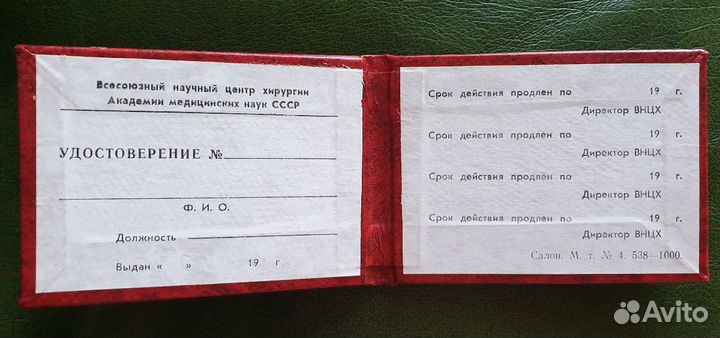 Всесоюзный научный центр хирургии
Академии медицинских наук СССР
УДОСТОВЕРЕНИЕ №
Ф. И. О.
Должность
Выдан « » 19 г
Срок действия продлен по 19 г.
Директор ВНЦХ
Срок действия продлен по 19 г.
Директор ВНЦХ
Срок действия продлен по 19 г.
Директор ВНЦХ
Срок действия продлен по 19 г.
Директор ВНЦХ
Салон. М. т. № 4. 538—1000.
Avito